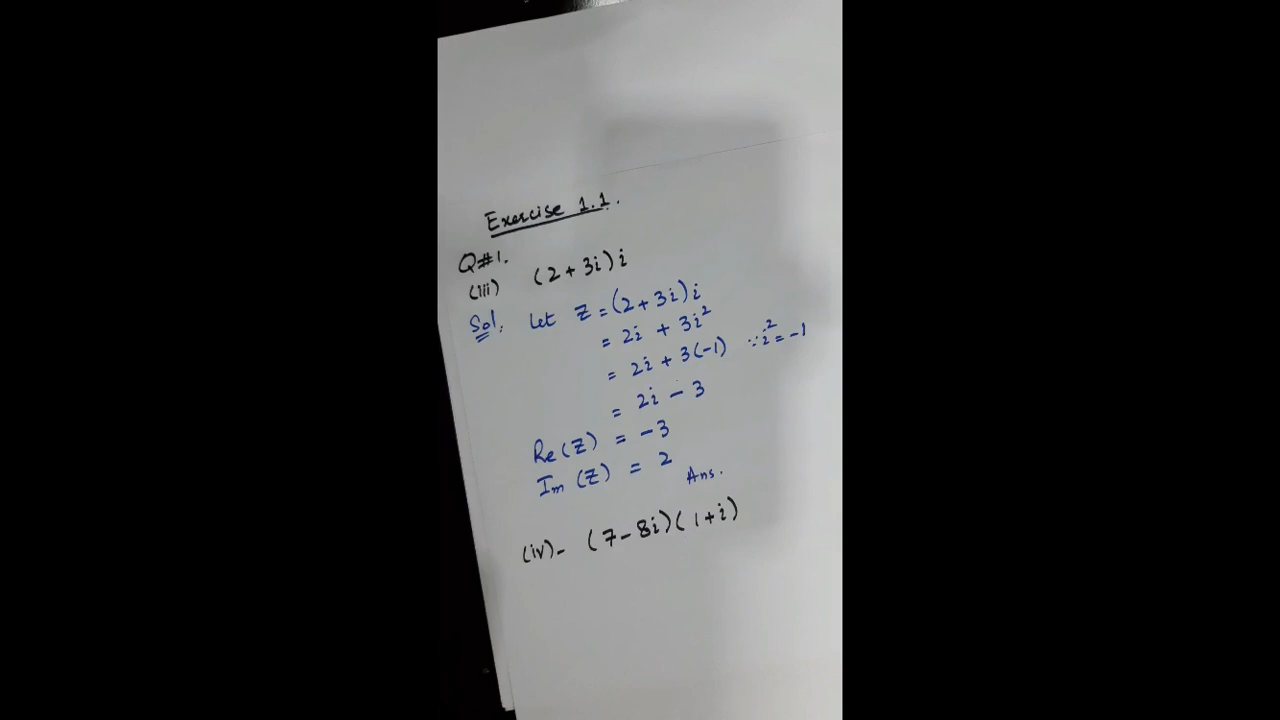 Exercise 1.1.
Q#1.
(iii) (2+3i)i
Sol. Let Z = (2+3i)i
= 2i + 3i²
= 2i + 3(-1) ∵ i² = -1
= 2i - 3
Re(Z) = -3
Im(Z) = 2
Ans.
(iv)- (7-8i)(1+i)